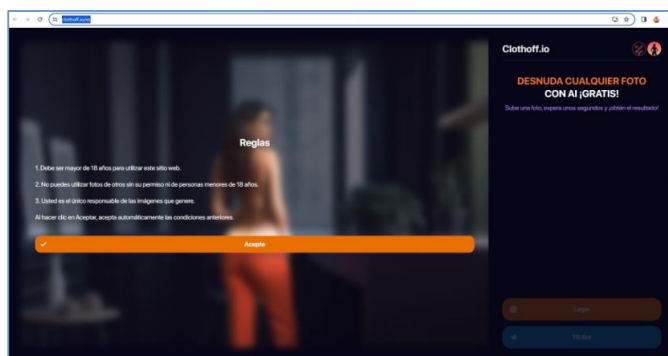 clothoff.io/es
Clothoff.io
DESNUDA CUALQUIER FOTO
CON AI ¡GRATIS!
Sube una foto, espera unos segundos y ¡obtén el resultado!
Reglas
1. Debe ser mayor de 18 años para utilizar este sitio web.
2. No puedes utilizar fotos de otros sin su permiso ni de personas menores de 18 años.
3. Usted es el único responsable de las imágenes que genere.
Al hacer clic en Aceptar, acepta automáticamente las condiciones anteriores.
Acepto
Login